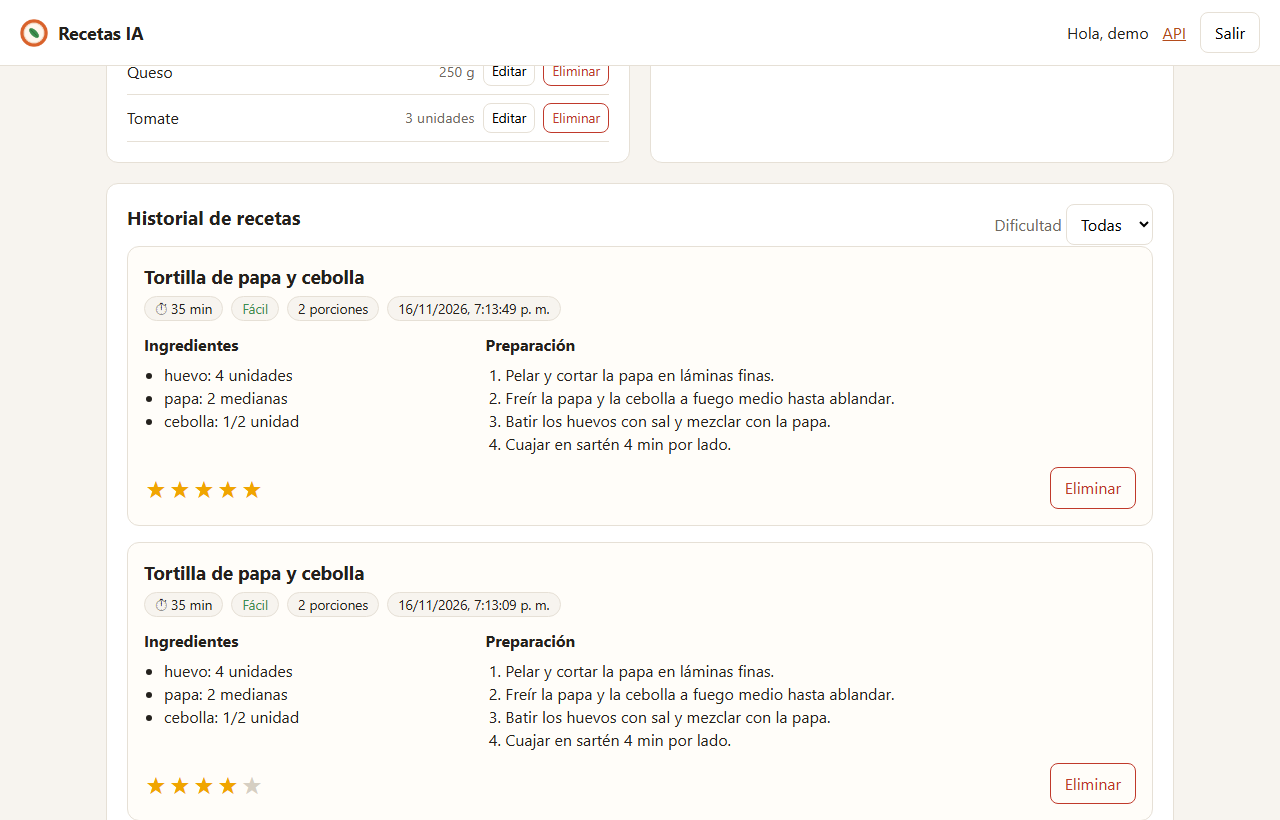 Recetas IA
Hola, demo API Salir
Queso 250 g Editar Eliminar
Tomate 3 unidades Editar Eliminar
Historial de recetas
Dificultad Todas
Tortilla de papa y cebolla
⏱ 35 min Fácil 2 porciones 16/11/2026, 7:13:49 p. m.
Ingredientes
huevo: 4 unidades
papa: 2 medianas
cebolla: 1/2 unidad
Preparación
1. Pelar y cortar la papa en láminas finas.
2. Freír la papa y la cebolla a fuego medio hasta ablandar.
3. Batir los huevos con sal y mezclar con la papa.
4. Cuajar en sartén 4 min por lado.
Eliminar
Tortilla de papa y cebolla
⏱ 35 min Fácil 2 porciones 16/11/2026, 7:13:09 p. m.
Ingredientes
huevo: 4 unidades
papa: 2 medianas
cebolla: 1/2 unidad
Preparación
1. Pelar y cortar la papa en láminas finas.
2. Freír la papa y la cebolla a fuego medio hasta ablandar.
3. Batir los huevos con sal y mezclar con la papa.
4. Cuajar en sartén 4 min por lado.
Eliminar